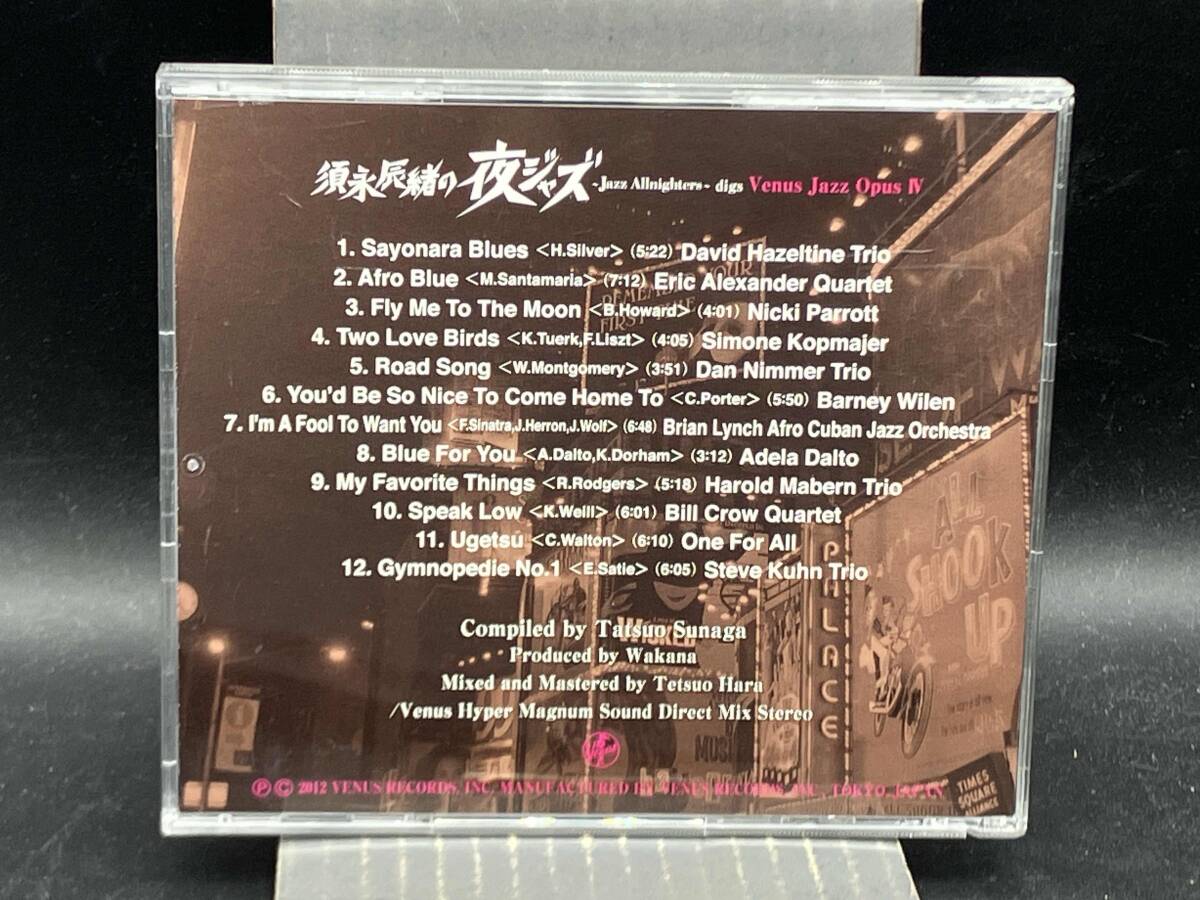 須永辰緒の夜ジャズ ~Jazz Allnighters~ digs Venus Jazz Opus Ⅳ
1. Sayonara Blues <H.Silver> (5:22) David Hazeltine Trio
2. Afro Blue <M.Santamaria> (7:12) Eric Alexander Quartet
3. Fly Me To The Moon <B.Howard> (4:01) Nicki Parrott
4. Two Love Birds <K.Tuerk,F.Liszt> (4:05) Simone Kopmajer
5. Road Song <W.Montgomery> (3:51) Dan Nimmer Trio
6. You'd Be So Nice To Come Home To <C.Porter> (5:50) Barney Wilen
7. I'm A Fool To Want You <F.Sinatra,J.Herron,J.Wolf> (6:48) Brian Lynch Afro Cuban Jazz Orchestra
8. Blue For You <A.Dalto,K.Dorham> (3:12) Adela Dalto
9. My Favorite Things <R.Rodgers> (5:18) Harold Mabern Trio
10. Speak Low <K.Weill> (6:01) Bill Crow Quartet
11. Ugetsu <C.Walton> (6:10) One For All
12. Gymnopedie No.1 <E.Satie> (6:05) Steve Kuhn Trio
Compiled by Tatsuo Sunaga
Produced by Wakana
Mixed and Mastered by Tetsuo Hara
/Venus Hyper Magnum Sound Direct Mix Stereo
℗ © 2012 VENUS RECORDS, INC. MANUFACTURED BY VENUS RECORDS, INC., TOKYO, JAPAN
REMEMBER YOUR
FIRST TIME
WICKED
PALACE
ALL
SHOOK
UP
MUSI
TIMES
SQUARE
ALLIANCE